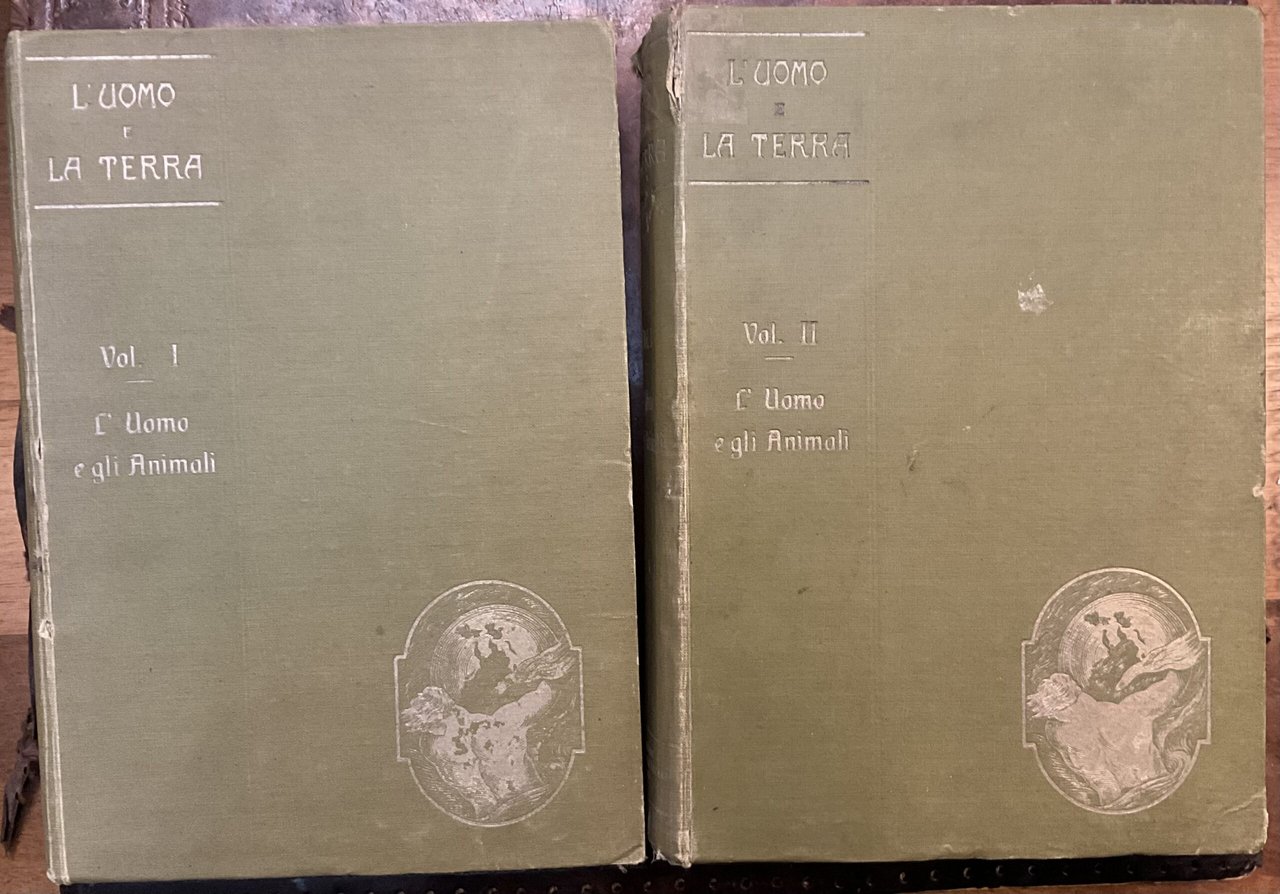 L'UOMO
E
LA TERRA
Vol. I
L' Uomo
e gli Animali
L'UOMO
E
LA TERRA
Vol. II
L' Uomo
e gli Animali